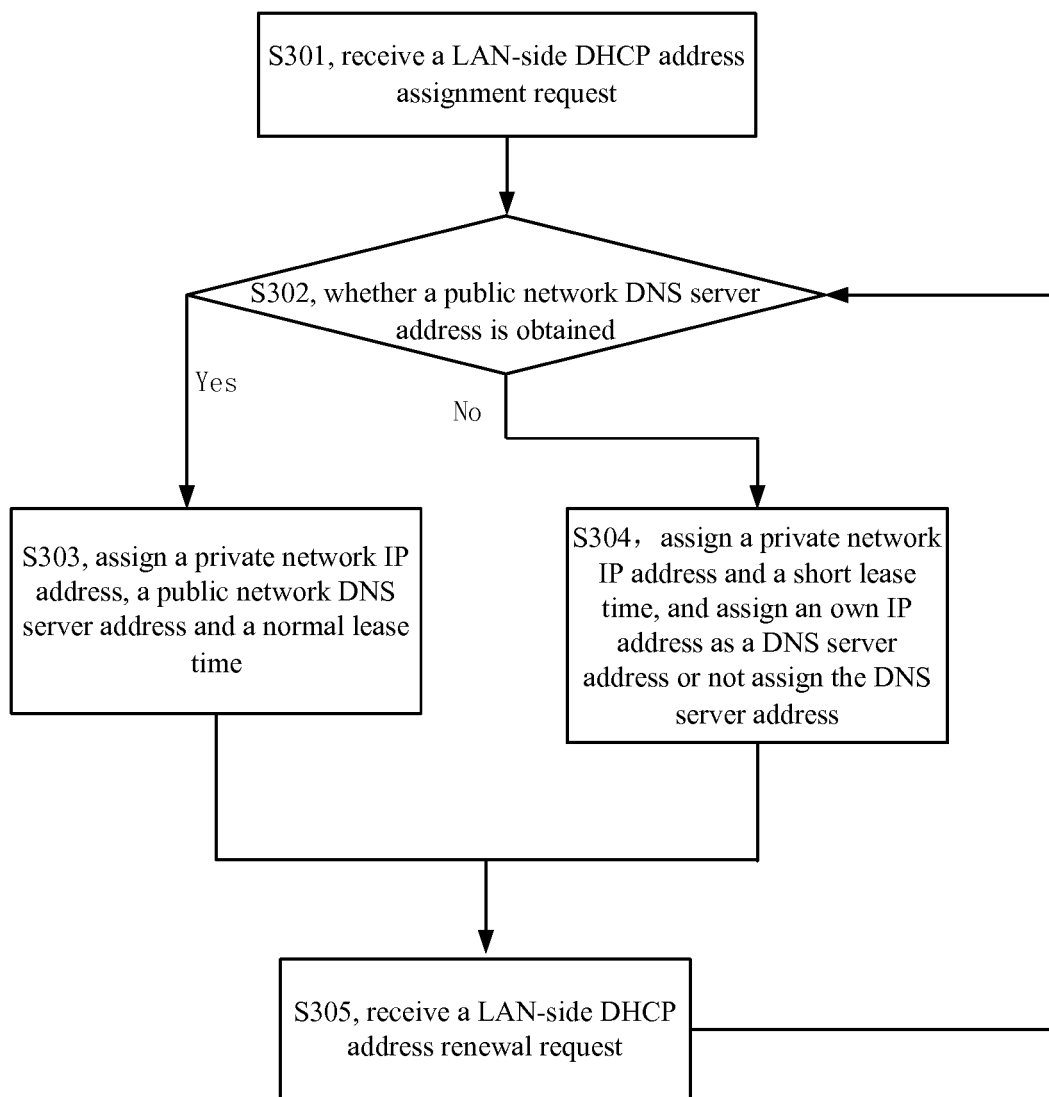 S301, receive a LAN-side DHCP address
assignment request
S302, whether a public network DNS server
address is obtained
Yes
No
S303, assign a private network IP
address, a public network DNS
server address and a normal lease
time
S304， assign a private network
IP address and a short lease
time, and assign an own IP
address as a DNS server
address or not assign the DNS
server address
S305, receive a LAN-side DHCP
address renewal request